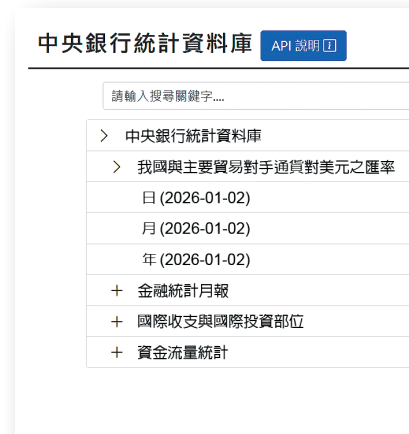 中央銀行統計資料庫 API 說明
請輸入搜尋關鍵字....
中央銀行統計資料庫
我國與主要貿易對手通貨對美元之匯率
日 (2026-01-02)
月 (2026-01-02)
年 (2026-01-02)
金融統計月報
國際收支與國際投資部位
資金流量統計